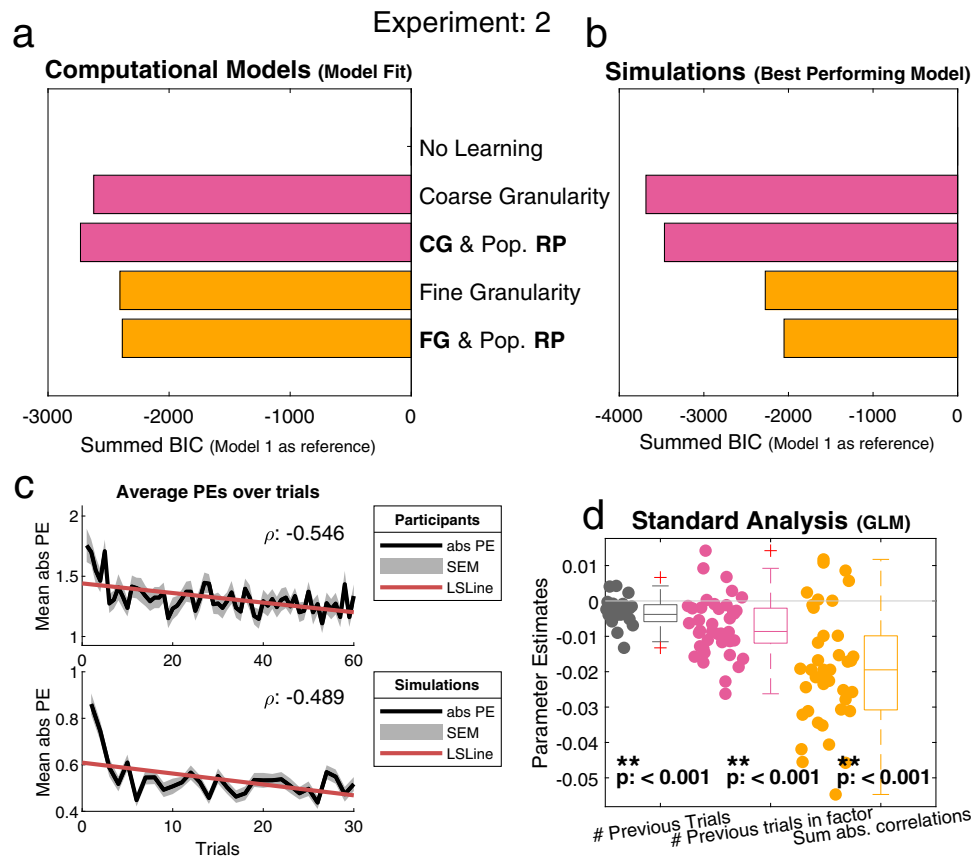 Experiment: 2
a
Computational Models (Model Fit)
No Learning
Coarse Granularity
CG & Pop. RP
Fine Granularity
FG & Pop. RP
-3000 -2000 -1000 0
Summed BIC (Model 1 as reference)
b
Simulations (Best Performing Model)
-4000 -3000 -2000 -1000 0
Summed BIC (Model 1 as reference)
c
Average PEs over trials
Mean abs PE
2
1.5
1
ρ: -0.546
0 20 40 60
Participants
abs PE
SEM
LSLine
Mean abs PE
1
0.8
0.6
0.4
ρ: -0.489
0 10 20 30
Trials
Simulations
abs PE
SEM
LSLine
d
Standard Analysis (GLM)
Parameter Estimates
0.01
0
-0.01
-0.02
-0.03
-0.04
-0.05
** ** **
p: < 0.001 p: < 0.001 p: < 0.001
# Previous Trials
# Previous trials in factor
Sum abs. correlations